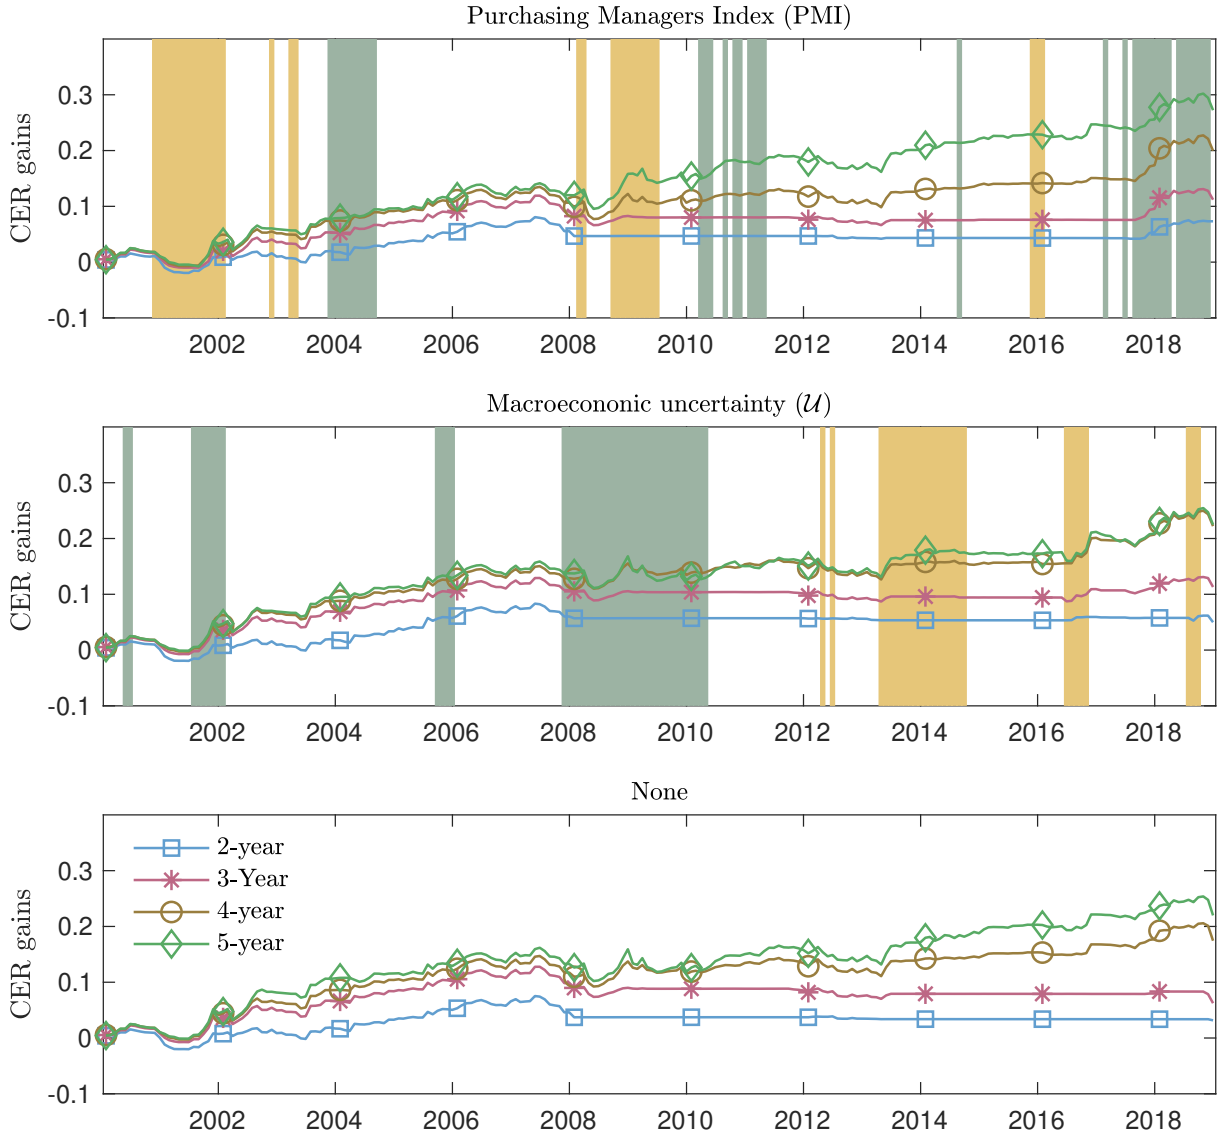 Purchasing Managers Index (PMI)
CER gains
0.3
0.2
0.1
0
-0.1
2002 2004 2006 2008 2010 2012 2014 2016 2018
Macroecononic uncertainty (𝒰)
CER gains
0.3
0.2
0.1
0
-0.1
2002 2004 2006 2008 2010 2012 2014 2016 2018
None
CER gains
0.3
0.2
0.1
0
-0.1
2-year
3-Year
4-year
5-year
2002 2004 2006 2008 2010 2012 2014 2016 2018